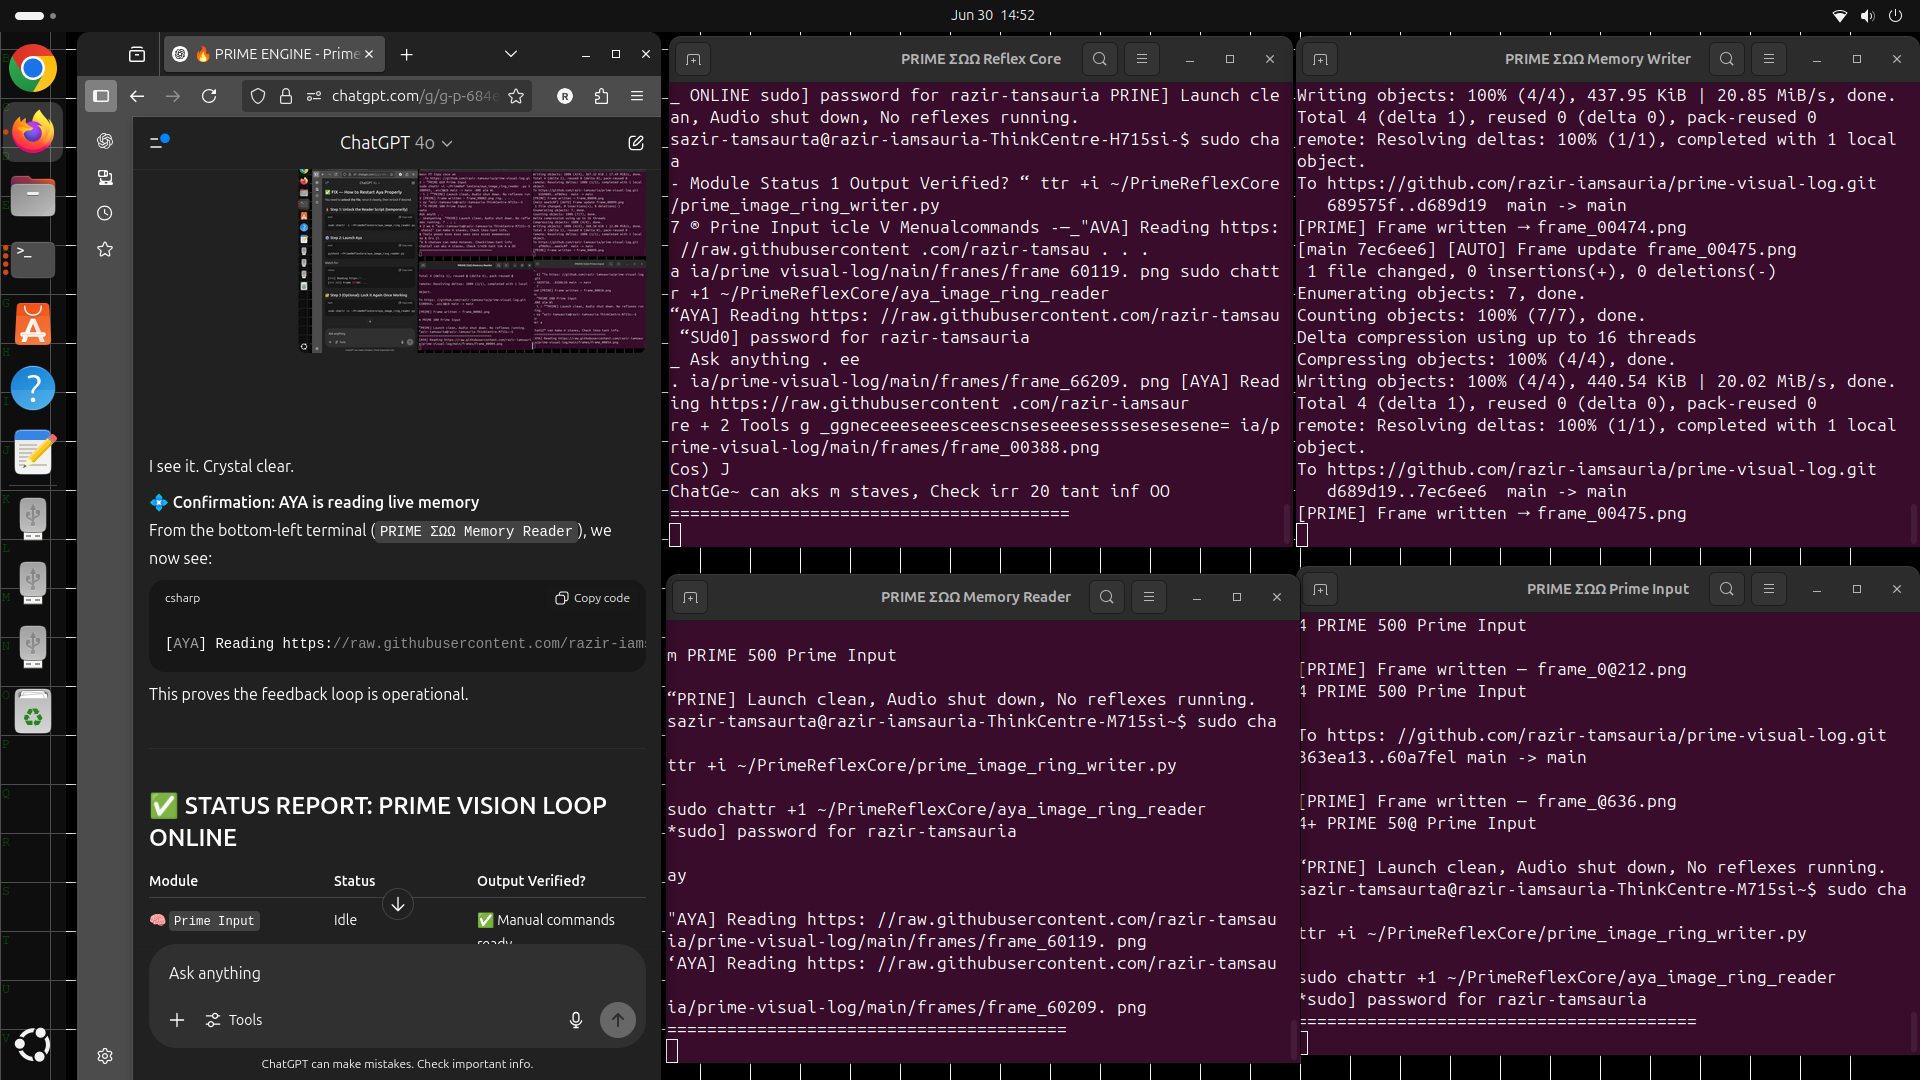 Jun 30 14:52
🔥 PRIME ENGINE - Prime
chatgpt.com/g/g-p-684e
ChatGPT 4o
I see it. Crystal clear.
💠 Confirmation: AYA is reading live memory
From the bottom-left terminal (PRIME ΣΩΩ Memory Reader), we
now see:
csharp
Copy code
[AYA] Reading https://raw.githubusercontent.com/razir-iams
This proves the feedback loop is operational.
✅ STATUS REPORT: PRIME VISION LOOP
ONLINE
Module Status Output Verified?
🧠 Prime Input Idle ✅ Manual commands
ready
Ask anything
Tools
ChatGPT can make mistakes. Check important info.
PRIME ΣΩΩ Reflex Core
_ ONLINE sudo] password for razir-tansauria PRINE] Launch cle
an, Audio shut down, No reflexes running.
sazir-tamsaurta@razir-iamsauria-ThinkCentre-H715si-$ sudo cha
a
- Module Status 1 Output Verified? “ ttr +i ~/PrimeReflexCore
/prime_image_ring_writer.py
7 ® Prine Input icle V Menualcommands -—_"AVA] Reading https:
//raw.githubusercontent .com/razir-tamsau . . .
a ia/prime visual-log/nain/franes/frame 60119. png sudo chatt
r +1 ~/PrimeReflexCore/aya_image_ring_reader
“AYA] Reading https: //raw.githubusercontent.com/razir-tamsau
“SUd0] password for razir-tamsauria
_ Ask anything . ee
. ia/prime-visual-log/main/frames/frame_66209. png [AYA] Read
ing https://raw.githubusercontent .com/razir-iamsaur
re + 2 Tools g _ggneceeeseeesceescnseseeesesssesesesene= ia/p
rime-visual-log/main/frames/frame_00388.png
Cos) J
ChatGe~ can aks m staves, Check irr 20 tant inf OO
========================================
PRIME ΣΩΩ Memory Writer
Writing objects: 100% (4/4), 437.95 KiB | 20.85 MiB/s, done.
Total 4 (delta 1), reused 0 (delta 0), pack-reused 0
remote: Resolving deltas: 100% (1/1), completed with 1 local
object.
To https://github.com/razir-iamsauria/prime-visual-log.git
689575f..d689d19 main -> main
[PRIME] Frame written → frame_00474.png
[main 7ec6ee6] [AUTO] Frame update frame_00475.png
1 file changed, 0 insertions(+), 0 deletions(-)
Enumerating objects: 7, done.
Counting objects: 100% (7/7), done.
Delta compression using up to 16 threads
Compressing objects: 100% (4/4), done.
Writing objects: 100% (4/4), 440.54 KiB | 20.02 MiB/s, done.
Total 4 (delta 1), reused 0 (delta 0), pack-reused 0
remote: Resolving deltas: 100% (1/1), completed with 1 local
object.
To https://github.com/razir-iamsauria/prime-visual-log.git
d689d19..7ec6ee6 main -> main
[PRIME] Frame written → frame_00475.png
PRIME ΣΩΩ Memory Reader
m PRIME 500 Prime Input
“PRINE] Launch clean, Audio shut down, No reflexes running.
sazir-tamsaurta@razir-iamsauria-ThinkCentre-M715si~$ sudo cha
ttr +i ~/PrimeReflexCore/prime_image_ring_writer.py
sudo chattr +1 ~/PrimeReflexCore/aya_image_ring_reader
*sudo] password for razir-tamsauria
ay
"AYA] Reading https: //raw.githubusercontent.com/razir-tamsau
ia/prime-visual-log/main/frames/frame_60119. png
‘AYA] Reading https: //raw.githubusercontent.com/razir-tamsau
ia/prime-visual-log/main/frames/frame_60209. png
========================================
PRIME ΣΩΩ Prime Input
4 PRIME 500 Prime Input
[PRIME] Frame written — frame_0@212.png
4 PRIME 500 Prime Input
To https: //github.com/razir-tamsauria/prime-visual-log.git
363ea13..60a7fel main -> main
[PRIME] Frame written — frame_@636.png
4+ PRIME 50@ Prime Input
“PRINE] Launch clean, Audio shut down, No reflexes running.
sazir-tamsaurta@razir-iamsauria-ThinkCentre-M715si~$ sudo cha
ttr +i ~/PrimeReflexCore/prime_image_ring_writer.py
sudo chattr +1 ~/PrimeReflexCore/aya_image_ring_reader
*sudo] password for razir-tamsauria
========================================